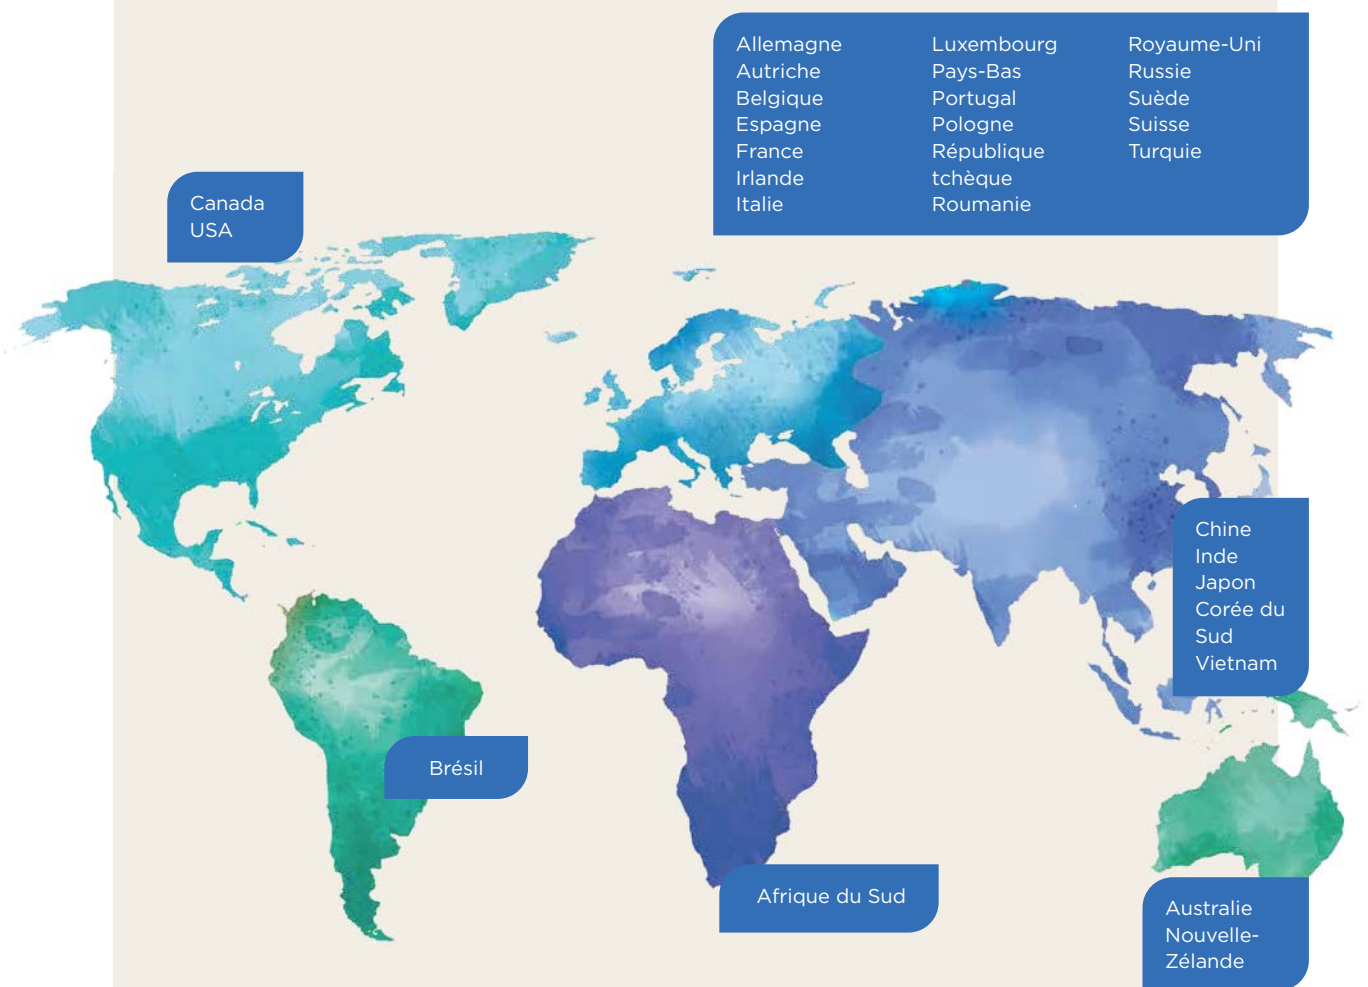 Allemagne
Autriche
Belgique
Espagne
France
Irlande
Italie
Luxembourg
Pays-Bas
Portugal
Pologne
République
tchèque
Roumanie
Royaume-Uni
Russie
Suède
Suisse
Turquie
Canada
USA
Chine
Inde
Japon
Corée du
Sud
Vietnam
Brésil
Afrique du Sud
Australie
Nouvelle-
Zélande